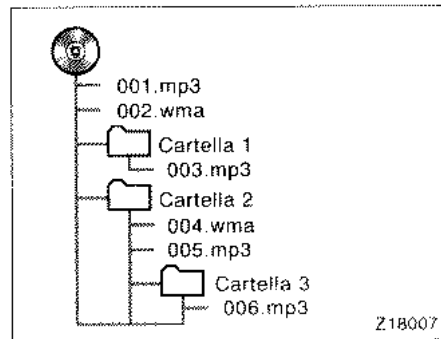 001.mp3
002.wma
Cartella 1
003.mp3
Cartella 2
004.wma
005.mp3
Cartella 3
006.mp3
Z18007